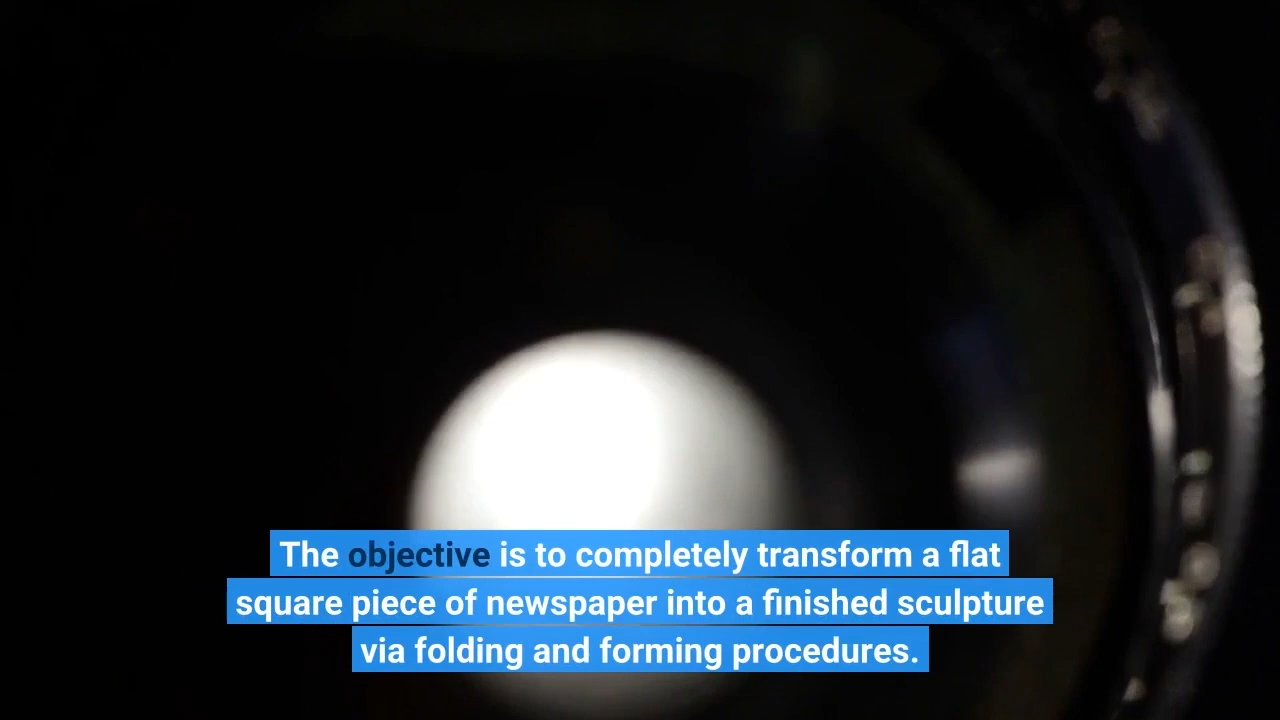 The objective is to completely transform a flat
square piece of newspaper into a finished sculpture
via folding and forming procedures.